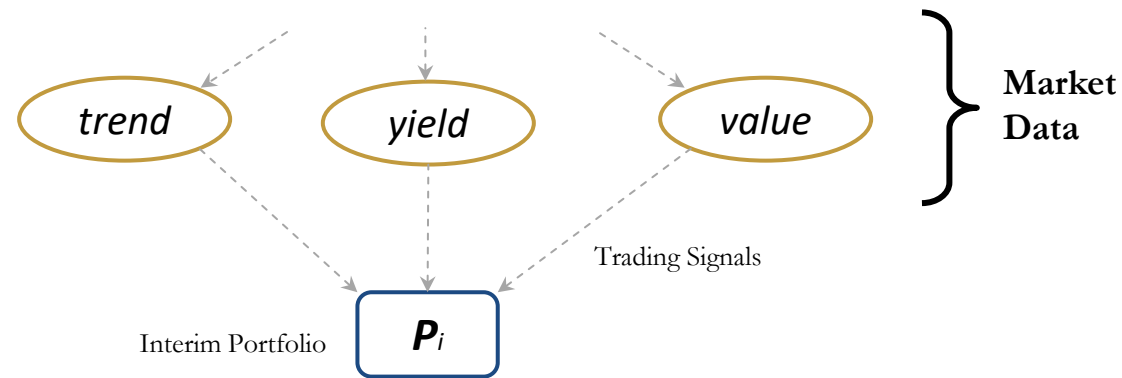 trend
yield
value
Market
Data
Trading Signals
Interim Portfolio
Pi